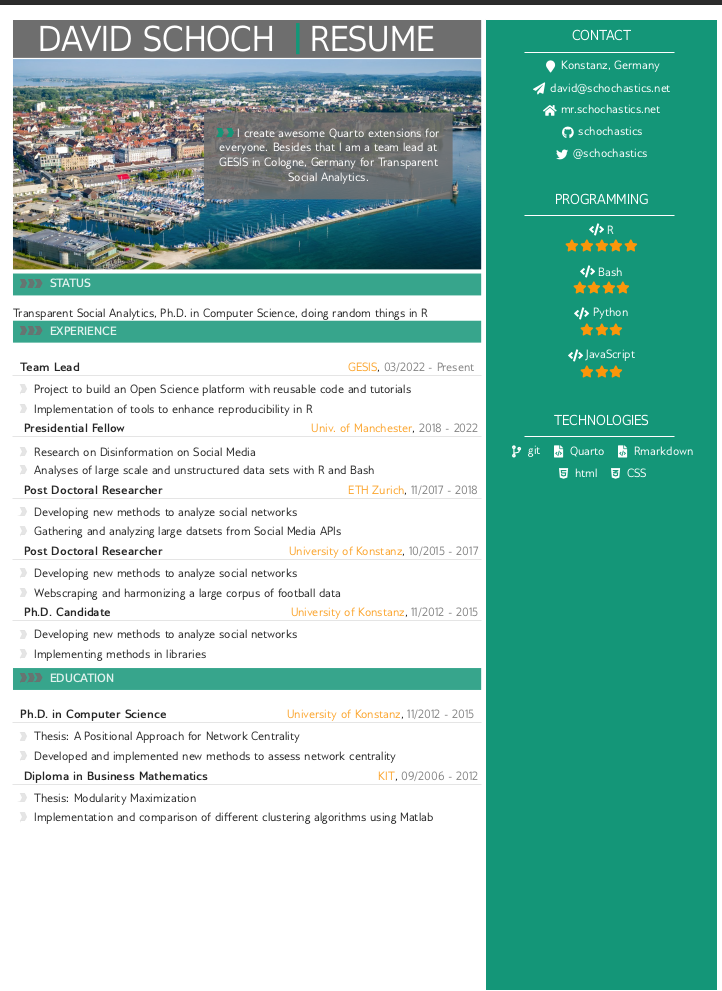 DAVID SCHOCH | RESUME
I create awesome Quarto extensions for
everyone. Besides that I am a team lead at
GESIS in Cologne, Germany for Transparent
Social Analytics.
STATUS
Transparent Social Analytics, Ph.D. in Computer Science, doing random things in R
EXPERIENCE
Team Lead GESIS, 03/2022 - Present
Project to build an Open Science platform with reusable code and tutorials
Implementation of tools to enhance reproducibility in R
Presidential Fellow Univ. of Manchester, 2018 - 2022
Research on Disinformation on Social Media
Analyses of large scale and unstructured data sets with R and Bash
Post Doctoral Researcher ETH Zurich, 11/2017 - 2018
Developing new methods to analyze social networks
Gathering and analyzing large datsets from Social Media APIs
Post Doctoral Researcher University of Konstanz, 10/2015 - 2017
Developing new methods to analyze social networks
Webscraping and harmonizing a large corpus of football data
Ph.D. Candidate University of Konstanz, 11/2012 - 2015
Developing new methods to analyze social networks
Implementing methods in libraries
EDUCATION
Ph.D. in Computer Science University of Konstanz, 11/2012 - 2015
Thesis: A Positional Approach for Network Centrality
Developed and implemented new methods to assess network centrality
Diploma in Business Mathematics KIT, 09/2006 - 2012
Thesis: Modularity Maximization
Implementation and comparison of different clustering algorithms using Matlab
CONTACT
Konstanz, Germany
david@schochastics.net
mr.schochastics.net
schochastics
@schochastics
PROGRAMMING
R
Bash
Python
JavaScript
TECHNOLOGIES
git Quarto Rmarkdown
html CSS